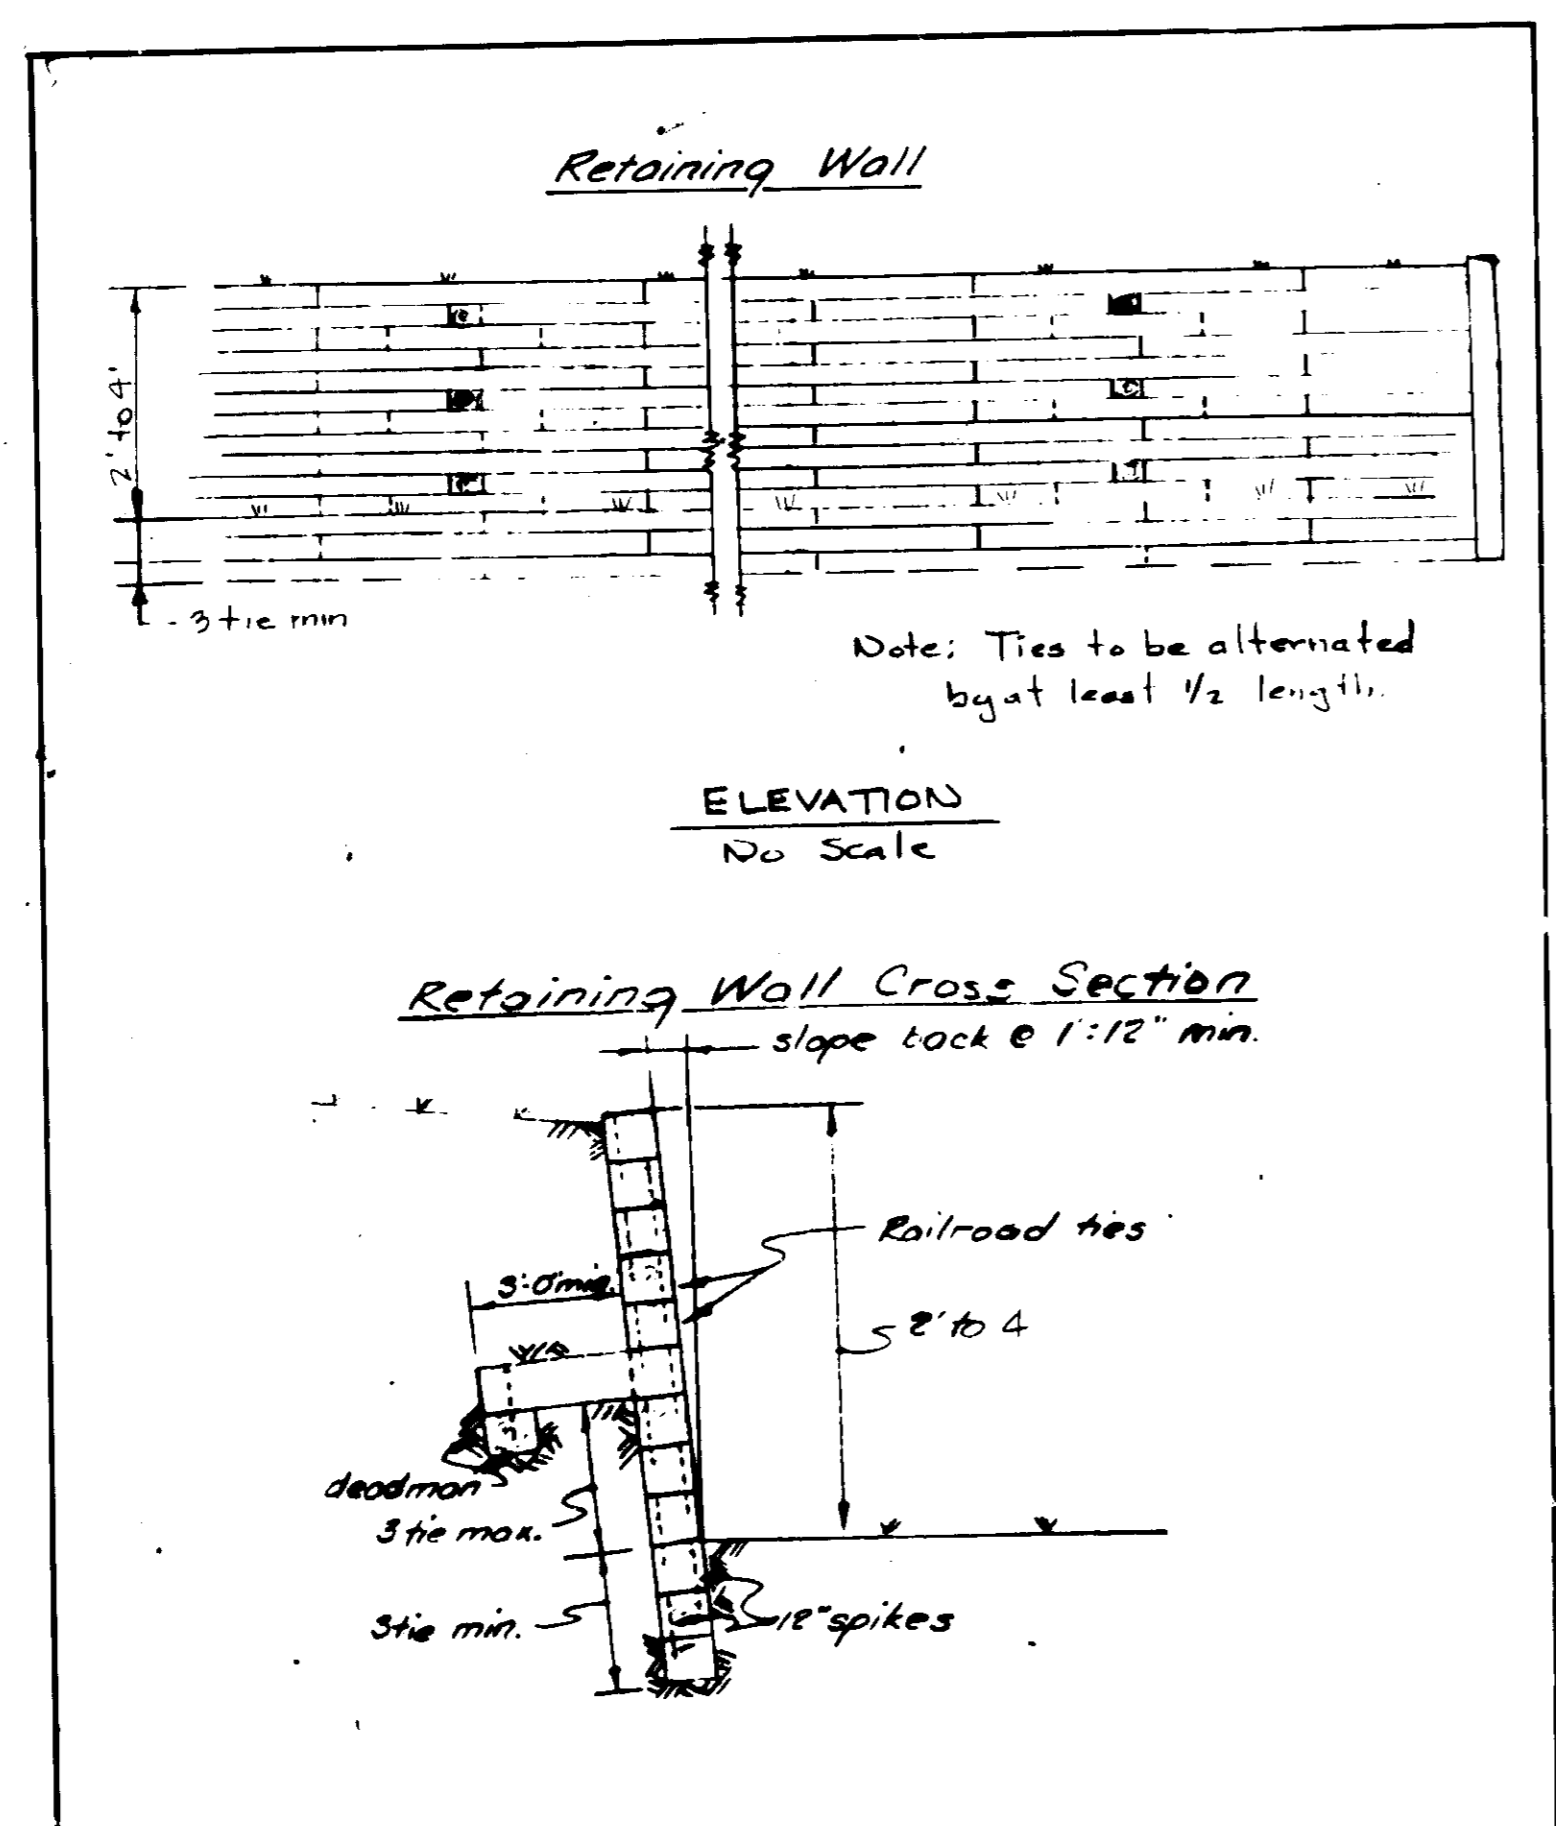 Retaining Wall
2' to 4'
3 tie min
Note: Ties to be alternated
by at least 1/2 length.
ELEVATION
No Scale
Retaining Wall Cross Section
slope back @ 1":12" min.
Railroad ties
3'-0" min.
2' to 4
deadman
3 tie max.
3 tie min.
12" spikes